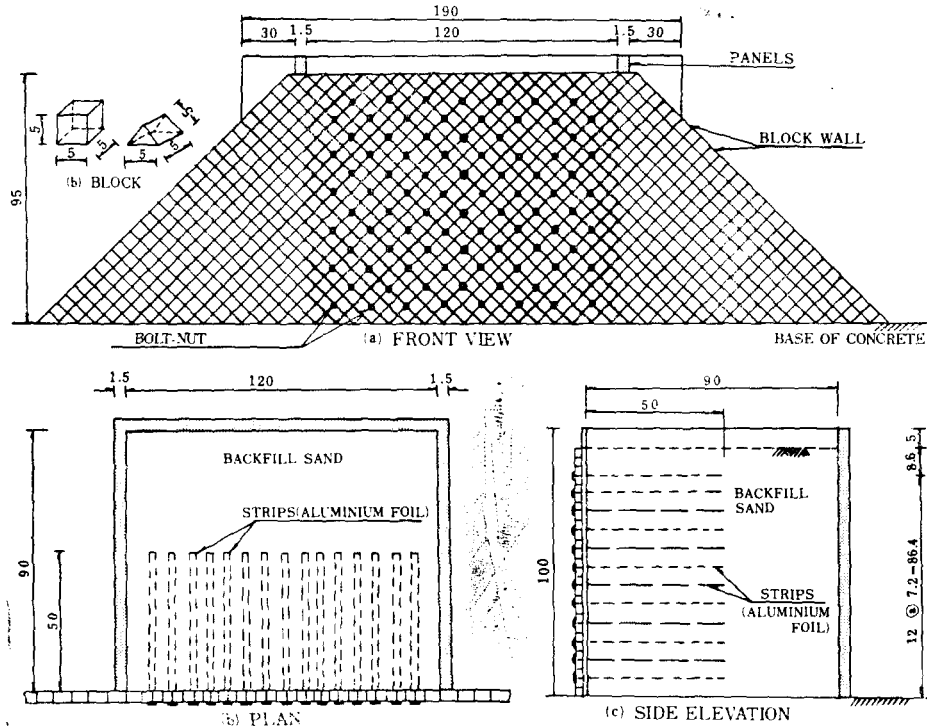 190
30 1.5 120 1.5 30
PANELS
BLOCK WALL
95
5
5
5
5
5
5
(b) BLOCK
BOLT-NUT
(a) FRONT VIEW
BASE OF CONCRETE
1.5 120 1.5
BACKFILL SAND
STRIPS(ALUMINIUM FOIL)
90
50
(b) PLAN
90
50
5
8.6
BACKFILL
SAND
100
12 @ 7.2=86.4
STRIPS
(ALUMINIUM
FOIL)
(c) SIDE ELEVATION